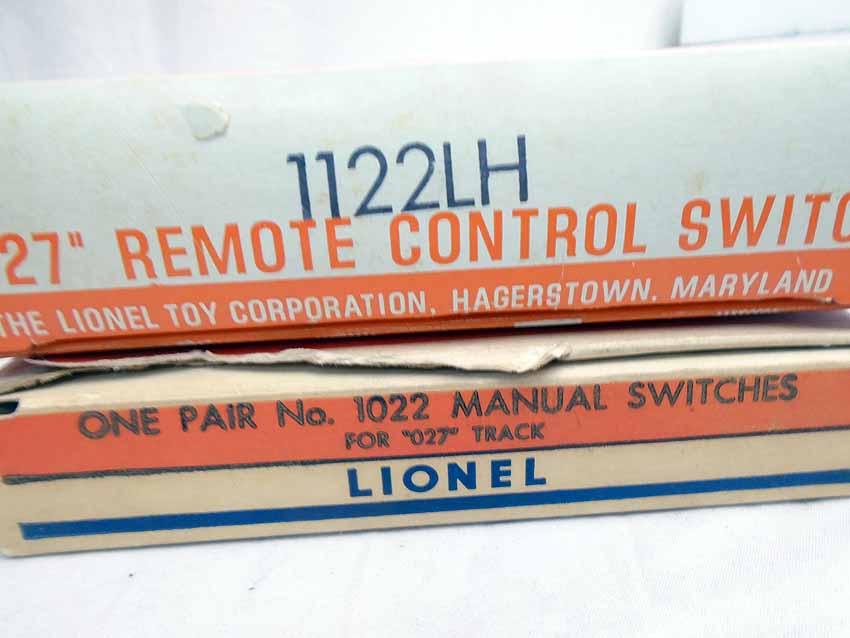 1122LH
27" REMOTE CONTROL SWITC
THE LIONEL TOY CORPORATION, HAGERSTOWN, MARYLAND
ONE PAIR No. 1022 MANUAL SWITCHES
FOR "027" TRACK
LIONEL